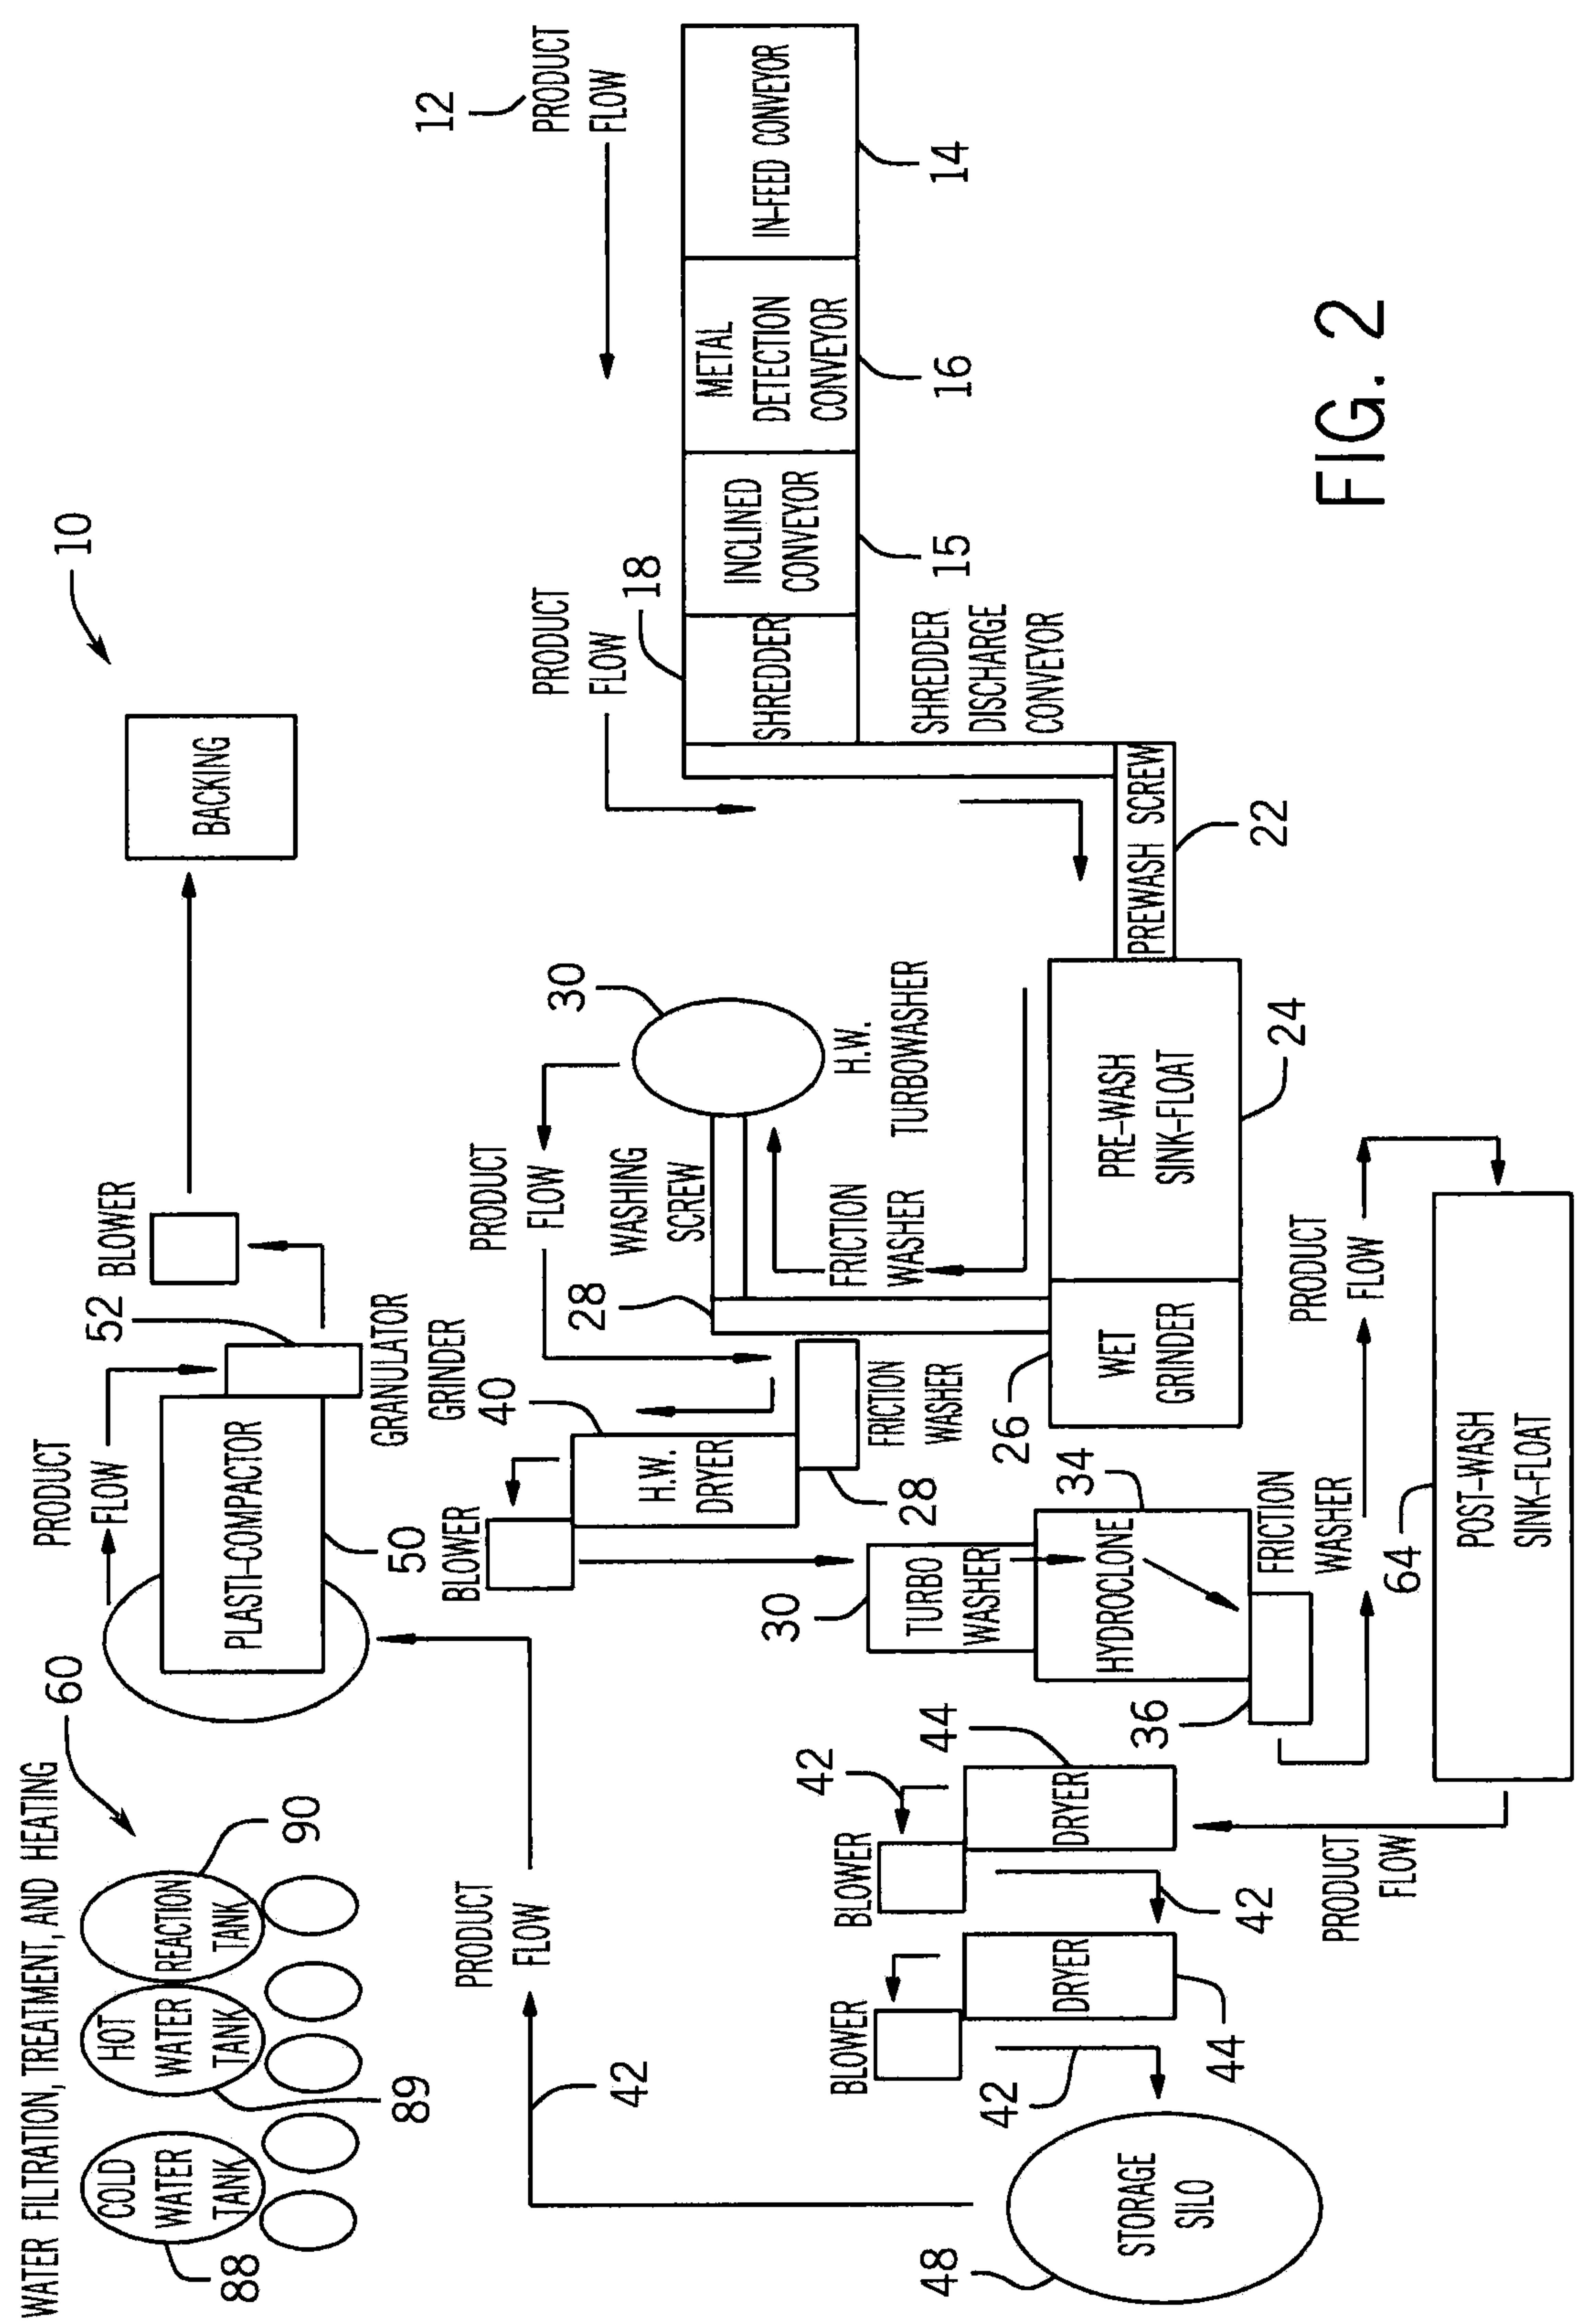 WATER FILTRATION, TREATMENT, AND HEATING
60
10
COLD
WATER
TANK
88
HOT
WATER
TANK
89
REACTION
TANK
90
PRODUCT
FLOW
PLASTI-COMPACTOR
50
52
GRANULATOR
GRINDER
BLOWER
BACKING
12
PRODUCT
FLOW
IN-FEED CONVEYOR
14
METAL
DETECTION
CONVEYOR
16
INCLINED
CONVEYOR
15
SHREDDER
18
PRODUCT
FLOW
SHREDDER
DISCHARGE
CONVEYOR
PREWASH SCREW
22
PRE-WASH
SINK-FLOAT
24
WET
GRINDER
26
28
FRICTION
WASHER
WASHING
SCREW
30
H.W.
TURBOWASHER
PRODUCT
FLOW
FRICTION
WASHER
28
H.W.
DRYER
40
BLOWER
TURBO
WASHER
30
HYDROCLONE
34
FRICTION
WASHER
36
PRODUCT
FLOW
POST-WASH
SINK-FLOAT
64
PRODUCT
FLOW
DRYER
44
BLOWER
42
42
DRYER
44
BLOWER
42
STORAGE
SILO
48
42
PRODUCT
FLOW
FIG. 2